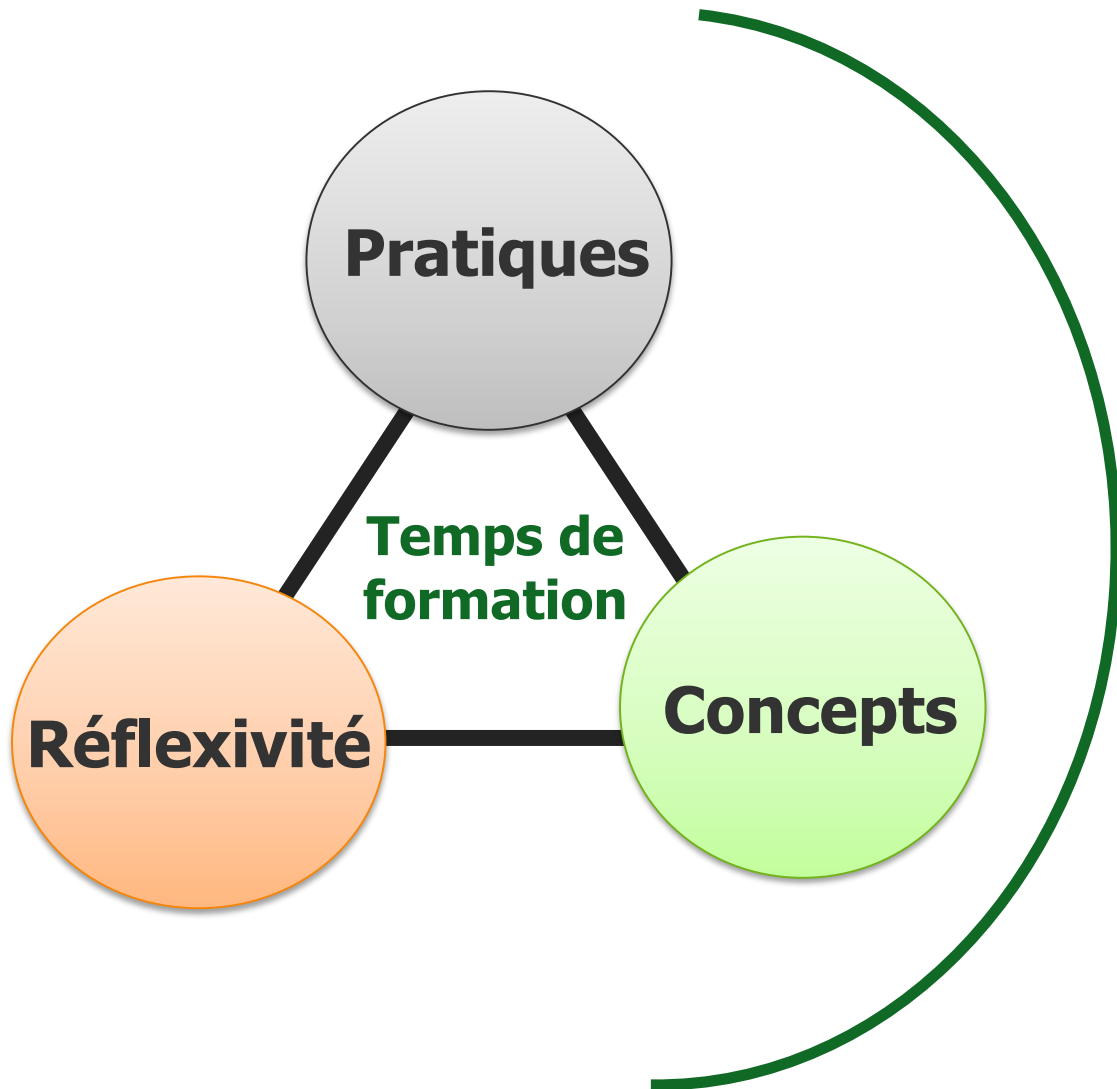 Pratiques
Temps de
formation
Concepts
Réflexivité